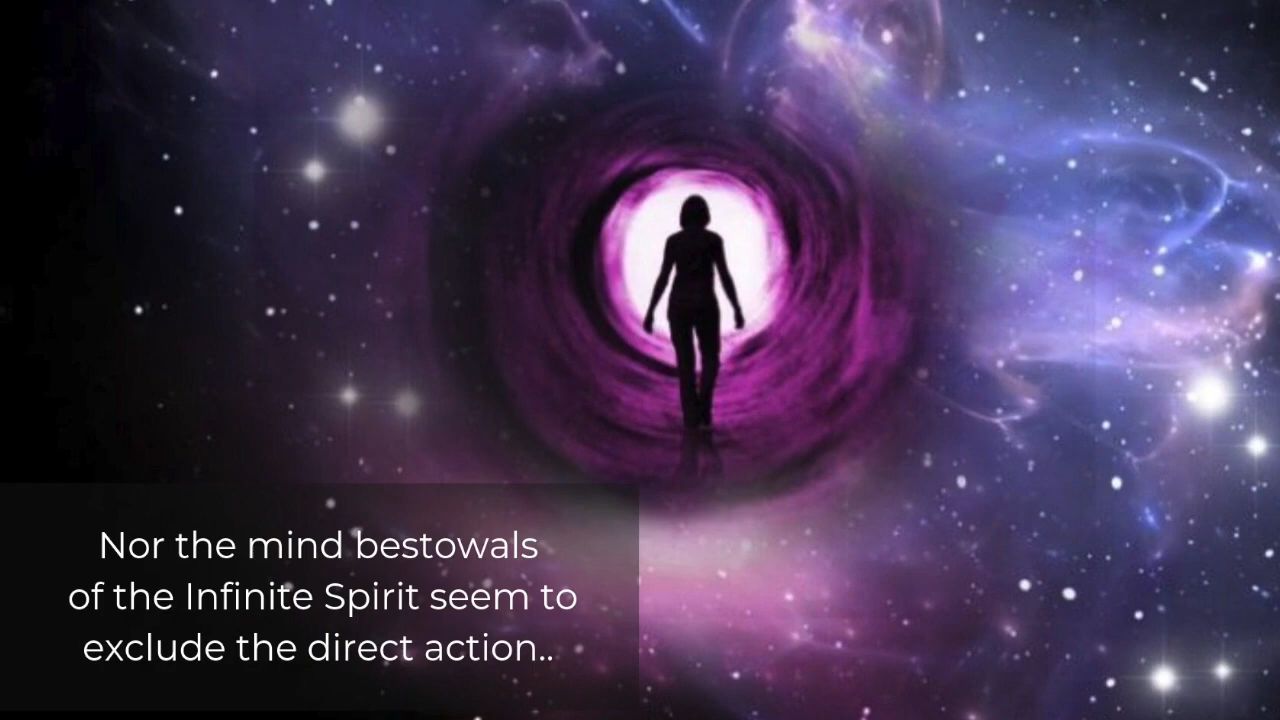 Nor the mind bestowals
of the Infinite Spirit seem to
exclude the direct action..